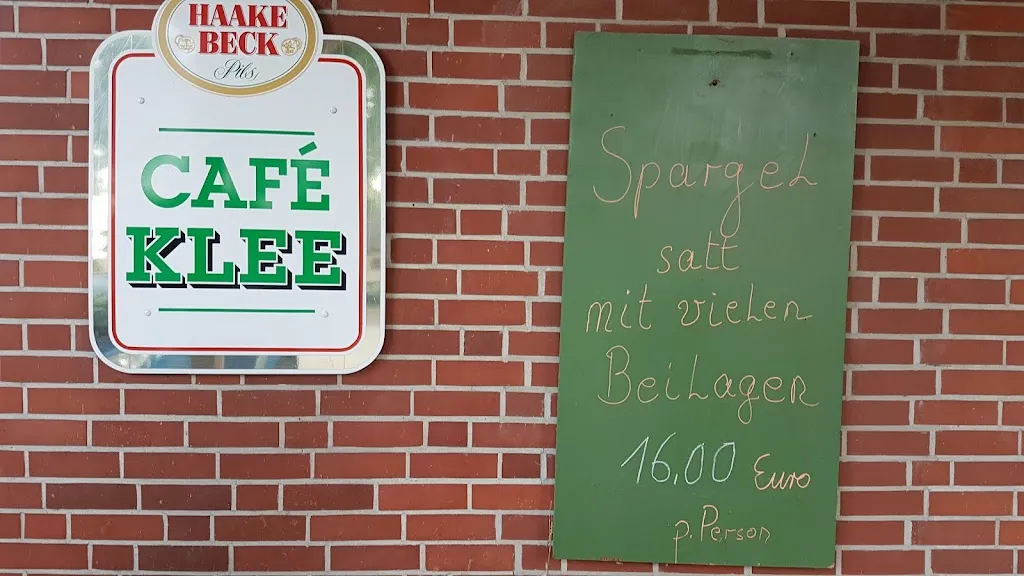 HAAKE
BECK
Pils
CAFÉ
KLEE
Spargel
satt
mit vielen
Beilagen
16.00 Euro
p. Person